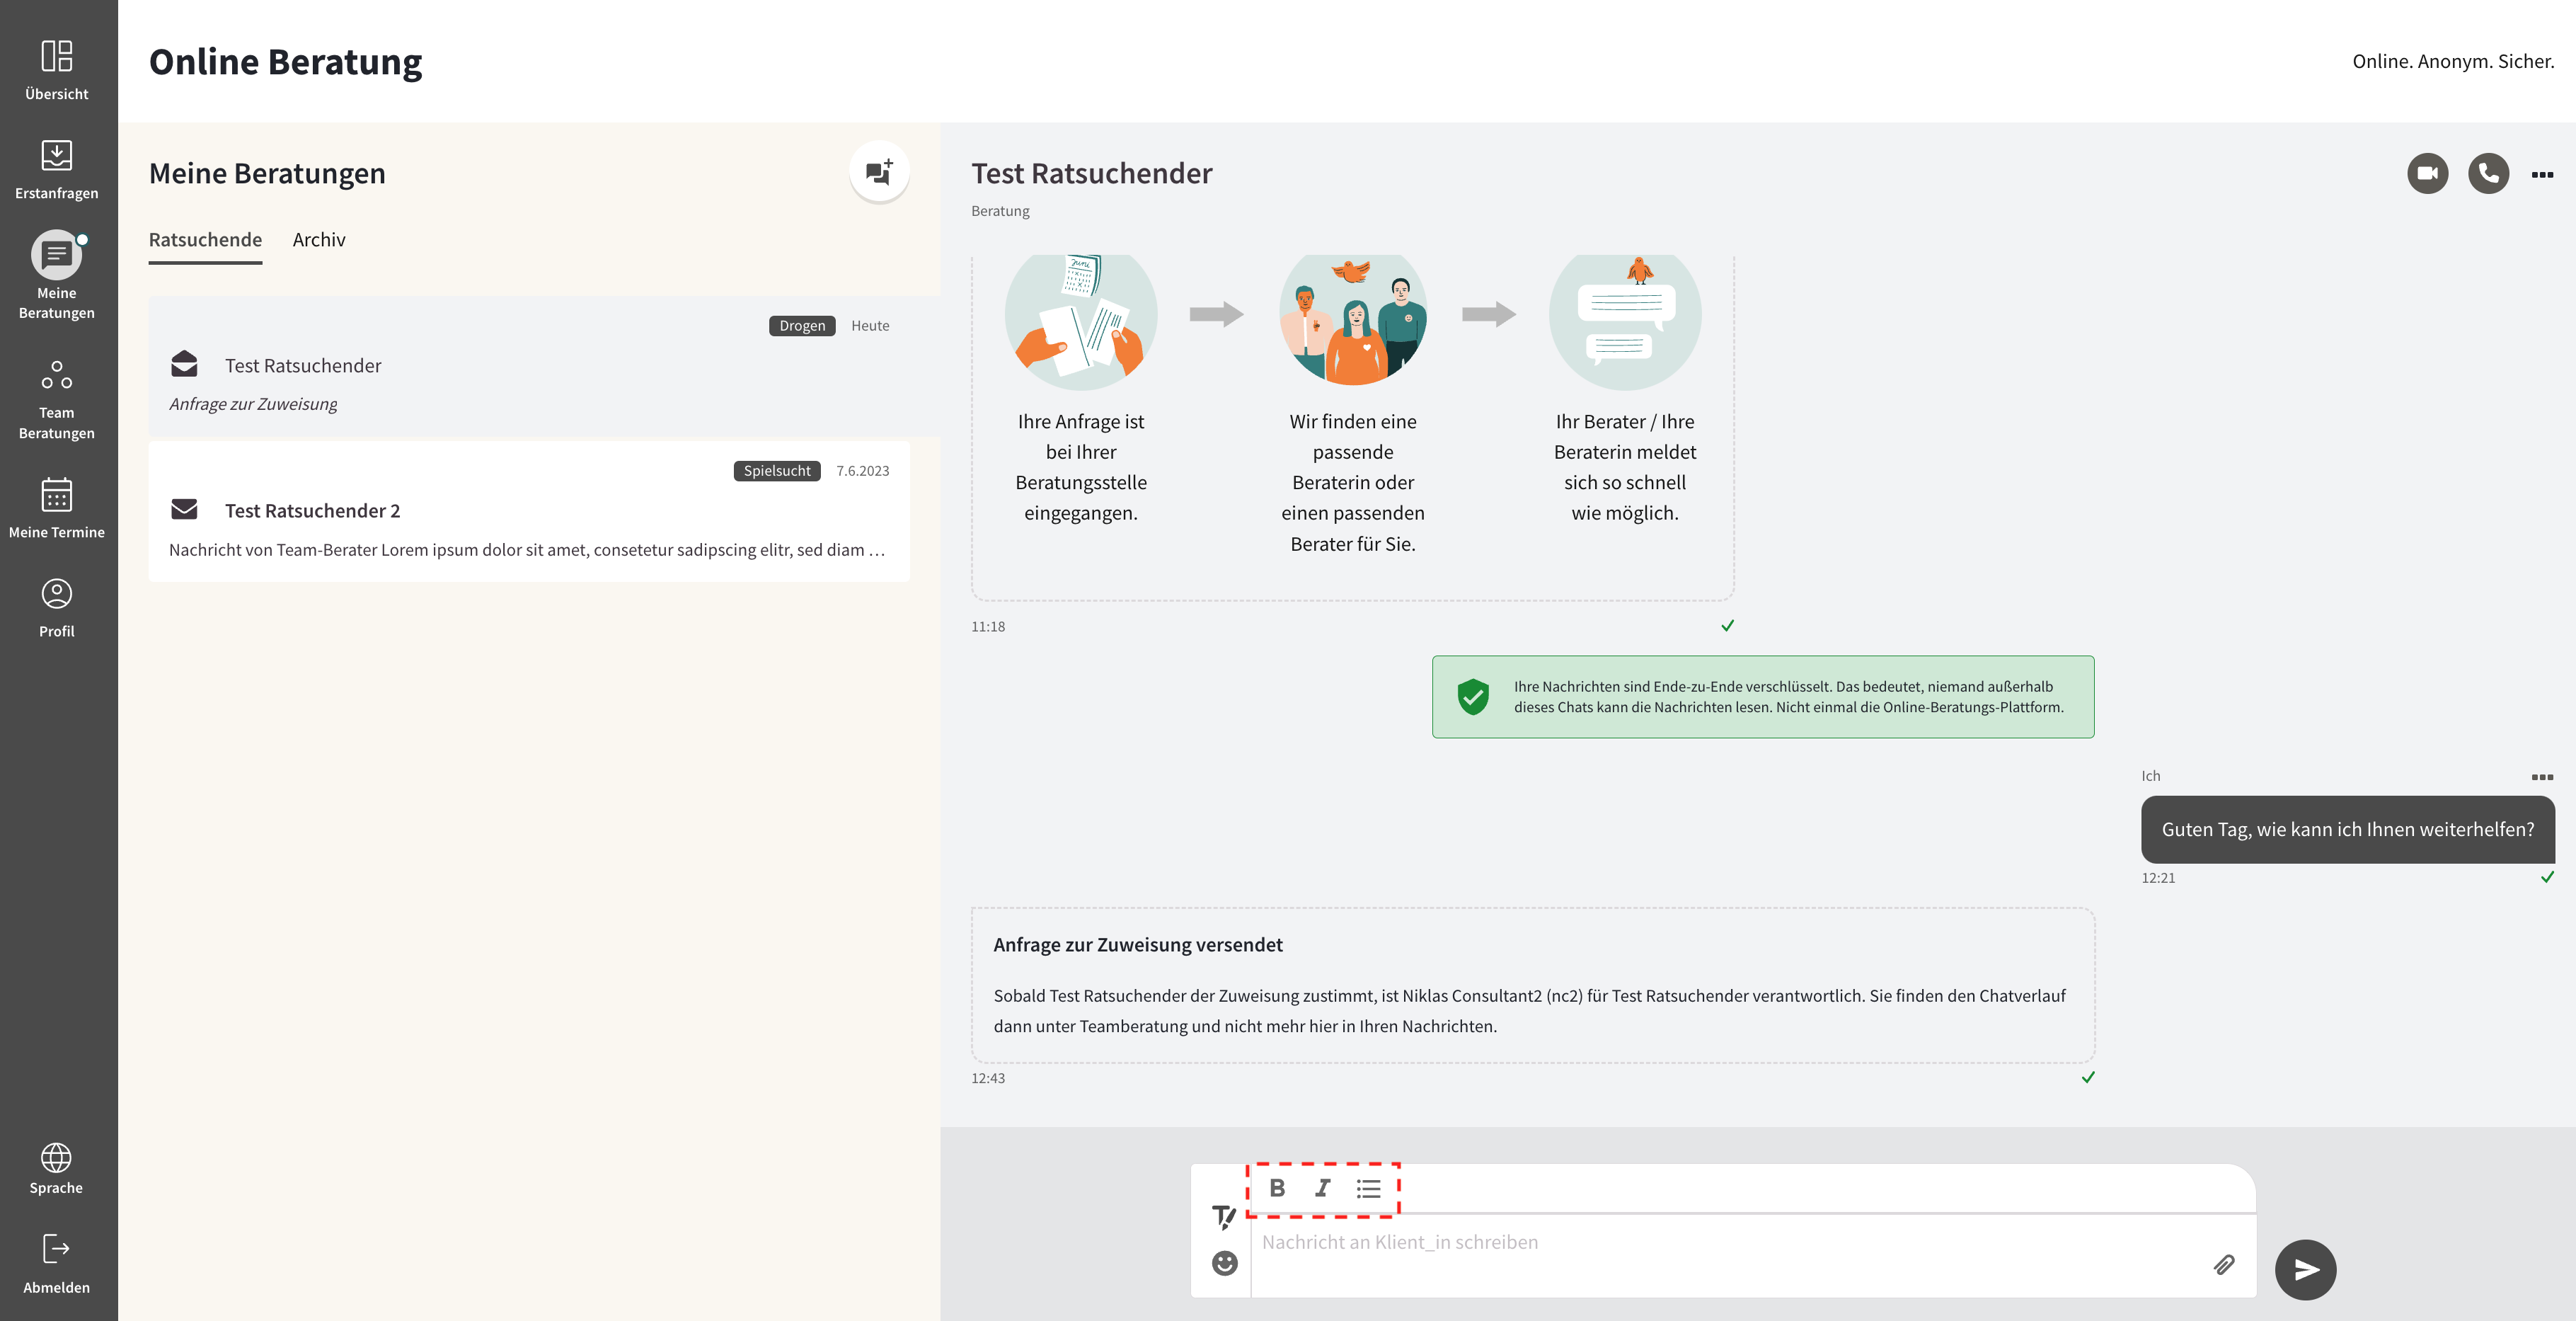 Übersicht
Erstanfragen
Meine
Beratungen
Team
Beratungen
Meine Termine
Profil
Sprache
Abmelden
Online Beratung
Online. Anonym. Sicher.
Meine Beratungen
Ratsuchende Archiv
Drogen Heute
Test Ratsuchender
Anfrage zur Zuweisung
Spielsucht 7.6.2023
Test Ratsuchender 2
Nachricht von Team-Berater Lorem ipsum dolor sit amet, consetetur sadipscing elitr, sed diam …
Test Ratsuchender
Beratung
Juni
Ihre Anfrage ist
bei Ihrer
Beratungsstelle
eingegangen.
Wir finden eine
passende
Beraterin oder
einen passenden
Berater für Sie.
Ihr Berater / Ihre
Beraterin meldet
sich so schnell
wie möglich.
11:18
Ihre Nachrichten sind Ende-zu-Ende verschlüsselt. Das bedeutet, niemand außerhalb
dieses Chats kann die Nachrichten lesen. Nicht einmal die Online-Beratungs-Plattform.
Ich
Guten Tag, wie kann ich Ihnen weiterhelfen?
12:21
Anfrage zur Zuweisung versendet
Sobald Test Ratsuchender der Zuweisung zustimmt, ist Niklas Consultant2 (nc2) für Test Ratsuchender verantwortlich. Sie finden den Chatverlauf
dann unter Teamberatung und nicht mehr hier in Ihren Nachrichten.
12:43
B I
Nachricht an Klient_in schreiben